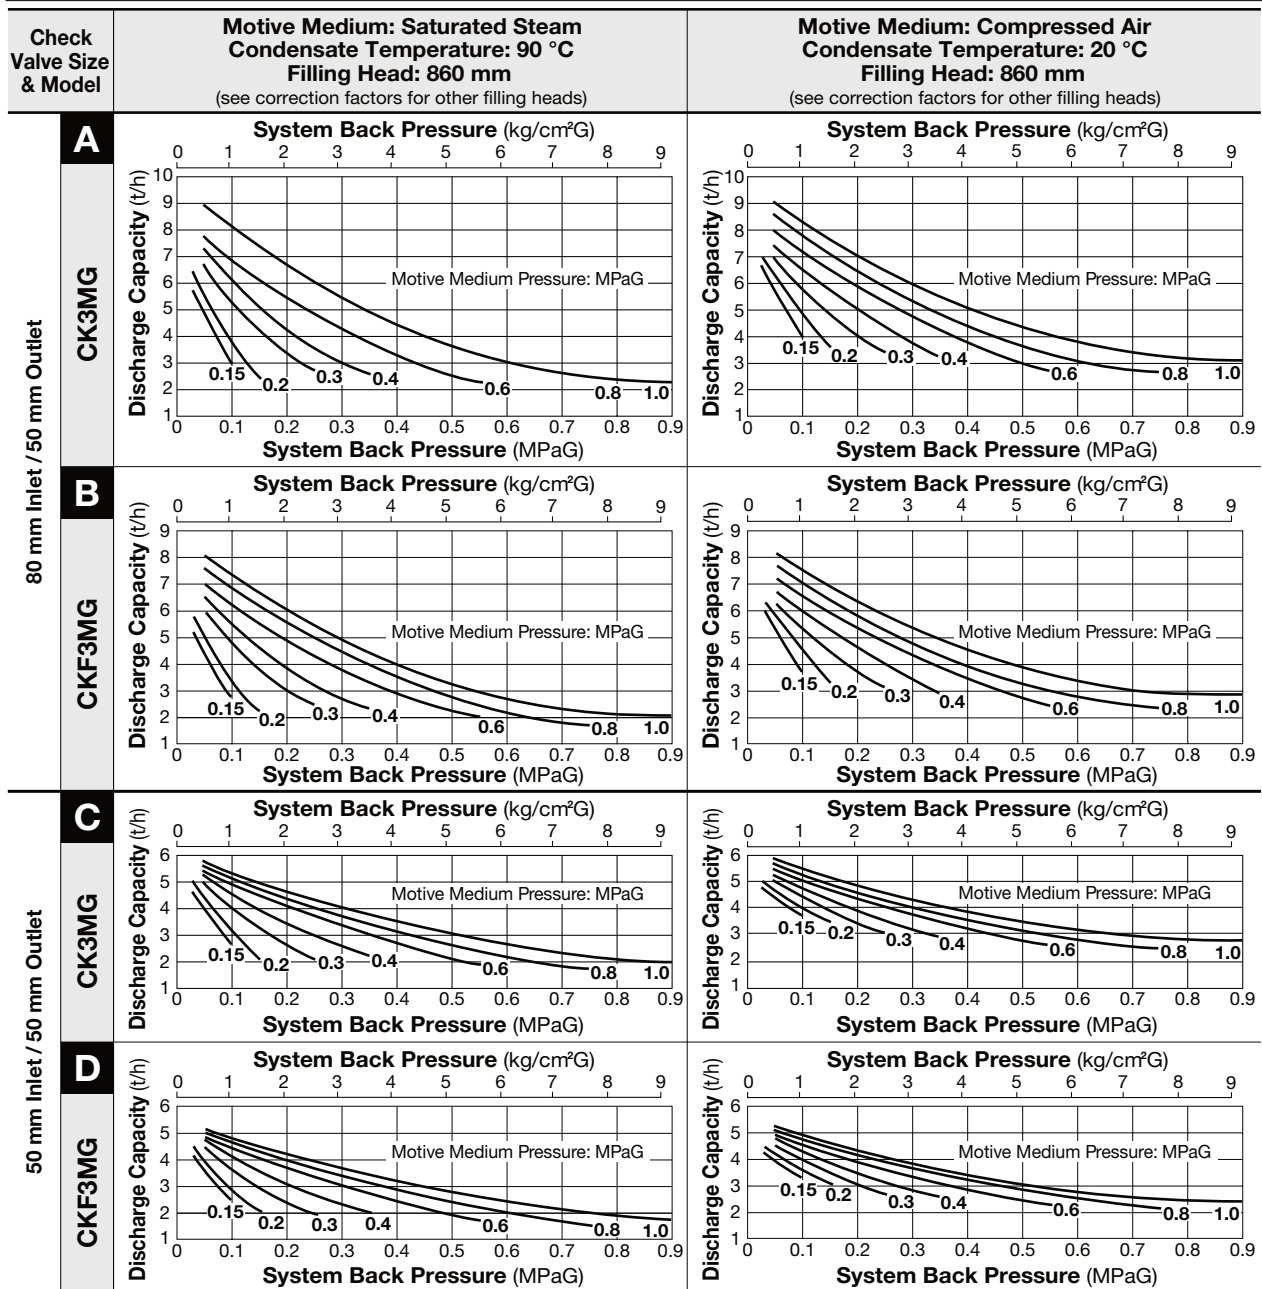 Check
Valve Size
& Model
Motive Medium: Saturated Steam
Condensate Temperature: 90 °C
Filling Head: 860 mm
(see correction factors for other filling heads)
Motive Medium: Compressed Air
Condensate Temperature: 20 °C
Filling Head: 860 mm
(see correction factors for other filling heads)
80 mm Inlet / 50 mm Outlet
A
CK3MG
System Back Pressure (kg/cm²G)
0 1 2 3 4 5 6 7 8 9
Discharge Capacity (t/h)
10
9
8
7
6
5
4
3
2
1
Motive Medium Pressure: MPaG
0.15 0.2 0.3 0.4 0.6 0.8 1.0
0 0.1 0.2 0.3 0.4 0.5 0.6 0.7 0.8 0.9
System Back Pressure (MPaG)
System Back Pressure (kg/cm²G)
0 1 2 3 4 5 6 7 8 9
Discharge Capacity (t/h)
10
9
8
7
6
5
4
3
2
1
Motive Medium Pressure: MPaG
0.15 0.2 0.3 0.4 0.6 0.8 1.0
0 0.1 0.2 0.3 0.4 0.5 0.6 0.7 0.8 0.9
System Back Pressure (MPaG)
B
CKF3MG
System Back Pressure (kg/cm²G)
0 1 2 3 4 5 6 7 8 9
Discharge Capacity (t/h)
9
8
7
6
5
4
3
2
1
Motive Medium Pressure: MPaG
0.15 0.2 0.3 0.4 0.6 0.8 1.0
0 0.1 0.2 0.3 0.4 0.5 0.6 0.7 0.8 0.9
System Back Pressure (MPaG)
System Back Pressure (kg/cm²G)
0 1 2 3 4 5 6 7 8 9
Discharge Capacity (t/h)
9
8
7
6
5
4
3
2
1
Motive Medium Pressure: MPaG
0.15 0.2 0.3 0.4 0.6 0.8 1.0
0 0.1 0.2 0.3 0.4 0.5 0.6 0.7 0.8 0.9
System Back Pressure (MPaG)
50 mm Inlet / 50 mm Outlet
C
CK3MG
System Back Pressure (kg/cm²G)
0 1 2 3 4 5 6 7 8 9
Discharge Capacity (t/h)
6
5
4
3
2
1
Motive Medium Pressure: MPaG
0.15 0.2 0.3 0.4 0.6 0.8 1.0
0 0.1 0.2 0.3 0.4 0.5 0.6 0.7 0.8 0.9
System Back Pressure (MPaG)
System Back Pressure (kg/cm²G)
0 1 2 3 4 5 6 7 8 9
Discharge Capacity (t/h)
6
5
4
3
2
1
Motive Medium Pressure: MPaG
0.15 0.2 0.3 0.4 0.6 0.8 1.0
0 0.1 0.2 0.3 0.4 0.5 0.6 0.7 0.8 0.9
System Back Pressure (MPaG)
D
CKF3MG
System Back Pressure (kg/cm²G)
0 1 2 3 4 5 6 7 8 9
Discharge Capacity (t/h)
6
5
4
3
2
1
Motive Medium Pressure: MPaG
0.15 0.2 0.3 0.4 0.6 0.8 1.0
0 0.1 0.2 0.3 0.4 0.5 0.6 0.7 0.8 0.9
System Back Pressure (MPaG)
System Back Pressure (kg/cm²G)
0 1 2 3 4 5 6 7 8 9
Discharge Capacity (t/h)
6
5
4
3
2
1
Motive Medium Pressure: MPaG
0.15 0.2 0.3 0.4 0.6 0.8 1.0
0 0.1 0.2 0.3 0.4 0.5 0.6 0.7 0.8 0.9
System Back Pressure (MPaG)